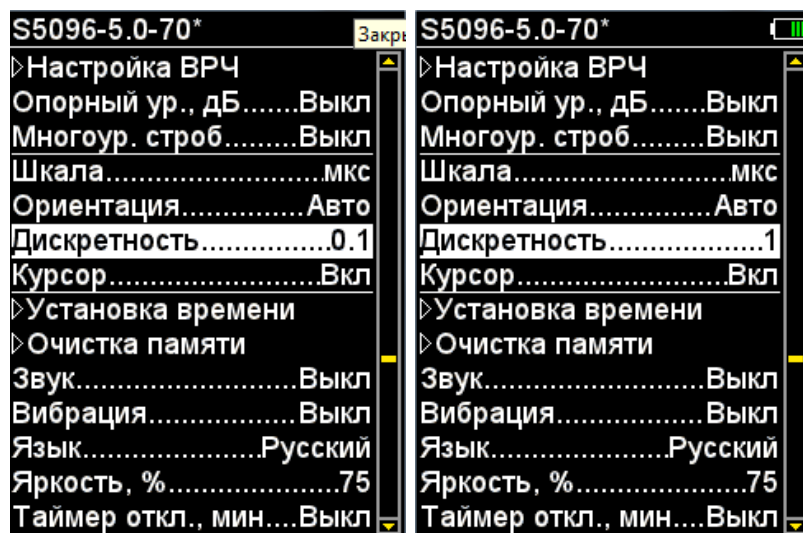 S5096-5.0-70*
Закры
▷Настройка ВРЧ
Опорный ур., дБ.......Выкл
Многоур. строб.........Выкл
Шкала..........................мкс
Ориентация...............Авто
Дискретность...............0.1
Курсор.........................Вкл
▷Установка времени
▷Очистка памяти
Звук..........................Выкл
Вибрация.................Выкл
Язык.....................Русский
Яркость, %....................75
Таймер откл., мин....Выкл
S5096-5.0-70*
▷Настройка ВРЧ
Опорный ур., дБ.......Выкл
Многоур. строб.........Выкл
Шкала..........................мкс
Ориентация...............Авто
Дискретность..................1
Курсор.........................Вкл
▷Установка времени
▷Очистка памяти
Звук..........................Выкл
Вибрация.................Выкл
Язык.....................Русский
Яркость, %....................75
Таймер откл., мин....Выкл